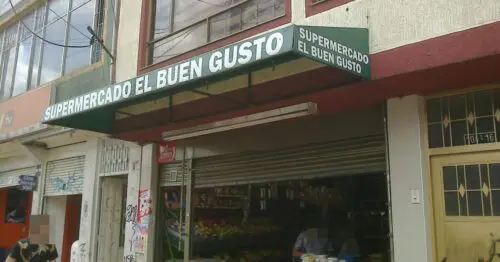 SUPERMERCADO EL BUEN GUSTO
SUPERMERCADO
EL BUEN GUSTO